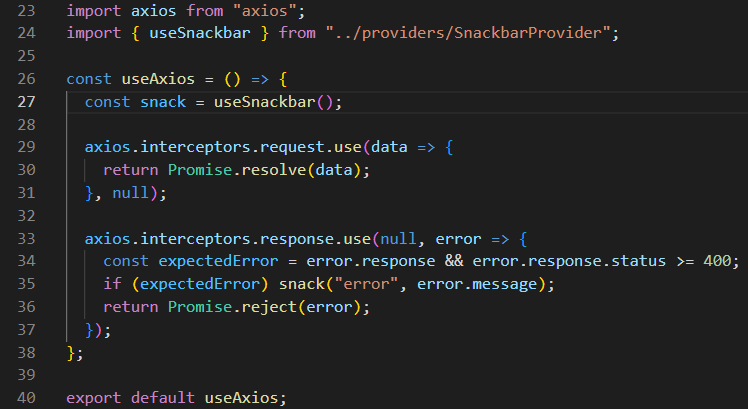 23 import axios from "axios";
24 import { useSnackbar } from "../providers/SnackbarProvider";
25
26 const useAxios = () => {
27   const snack = useSnackbar();
28
29   axios.interceptors.request.use(data => {
30     return Promise.resolve(data);
31   }, null);
32
33   axios.interceptors.response.use(null, error => {
34     const expectedError = error.response && error.response.status >= 400;
35     if (expectedError) snack("error", error.message);
36     return Promise.reject(error);
37   });
38 };
39
40 export default useAxios;